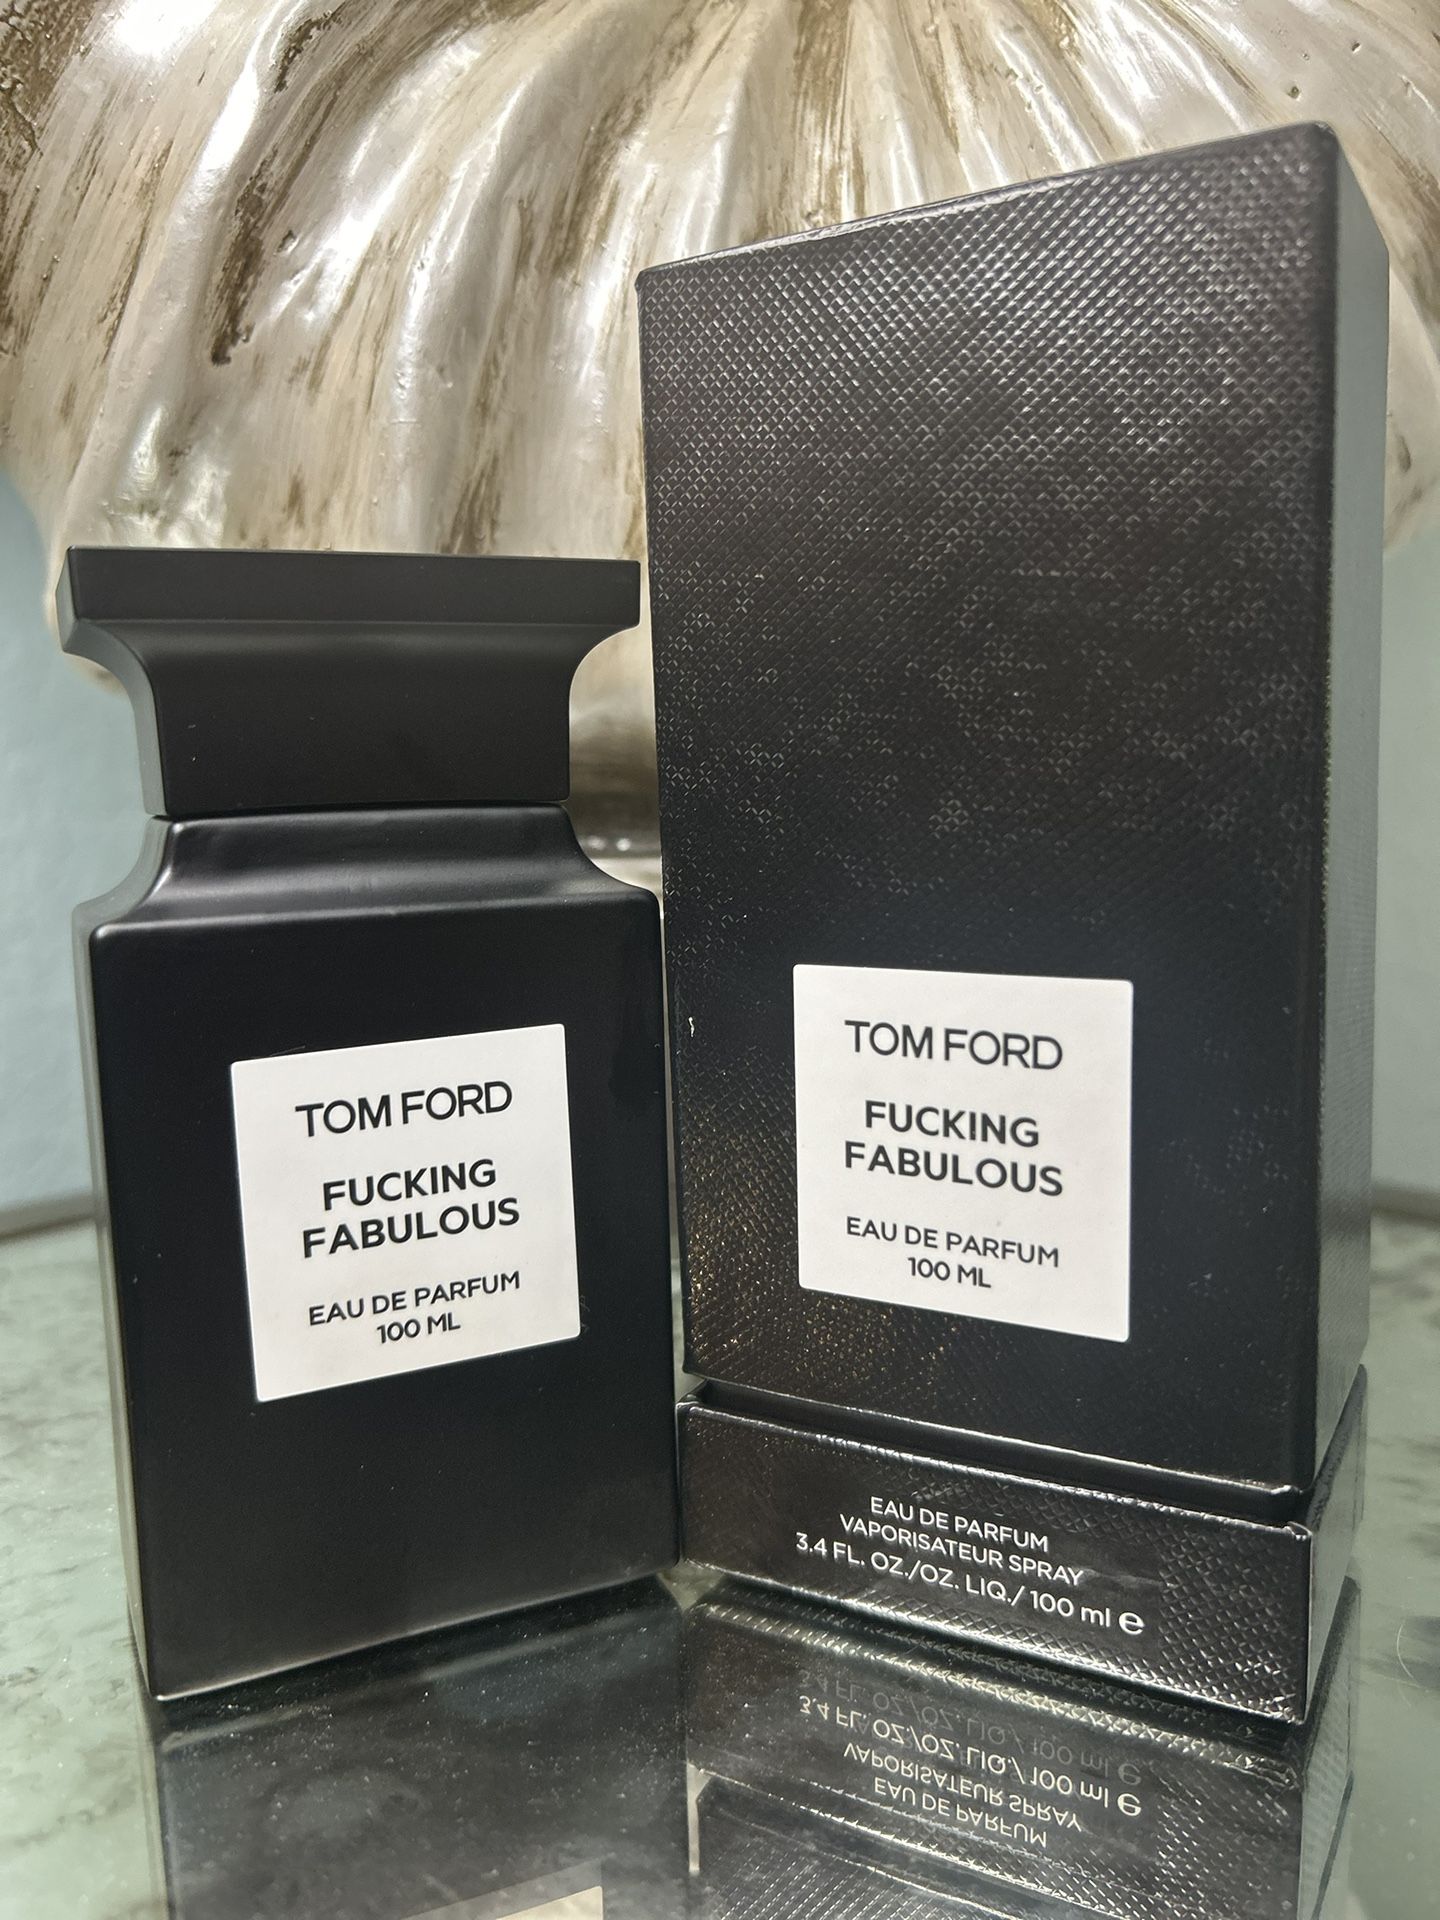 TOM FORD
FUCKING
FABULOUS
EAU DE PARFUM
100 ML
TOM FORD
FUCKING
FABULOUS
EAU DE PARFUM
100 ML
EAU DE PARFUM
VAPORISATEUR SPRAY
3.4 FL. OZ./OZ. LIQ./ 100 ml e